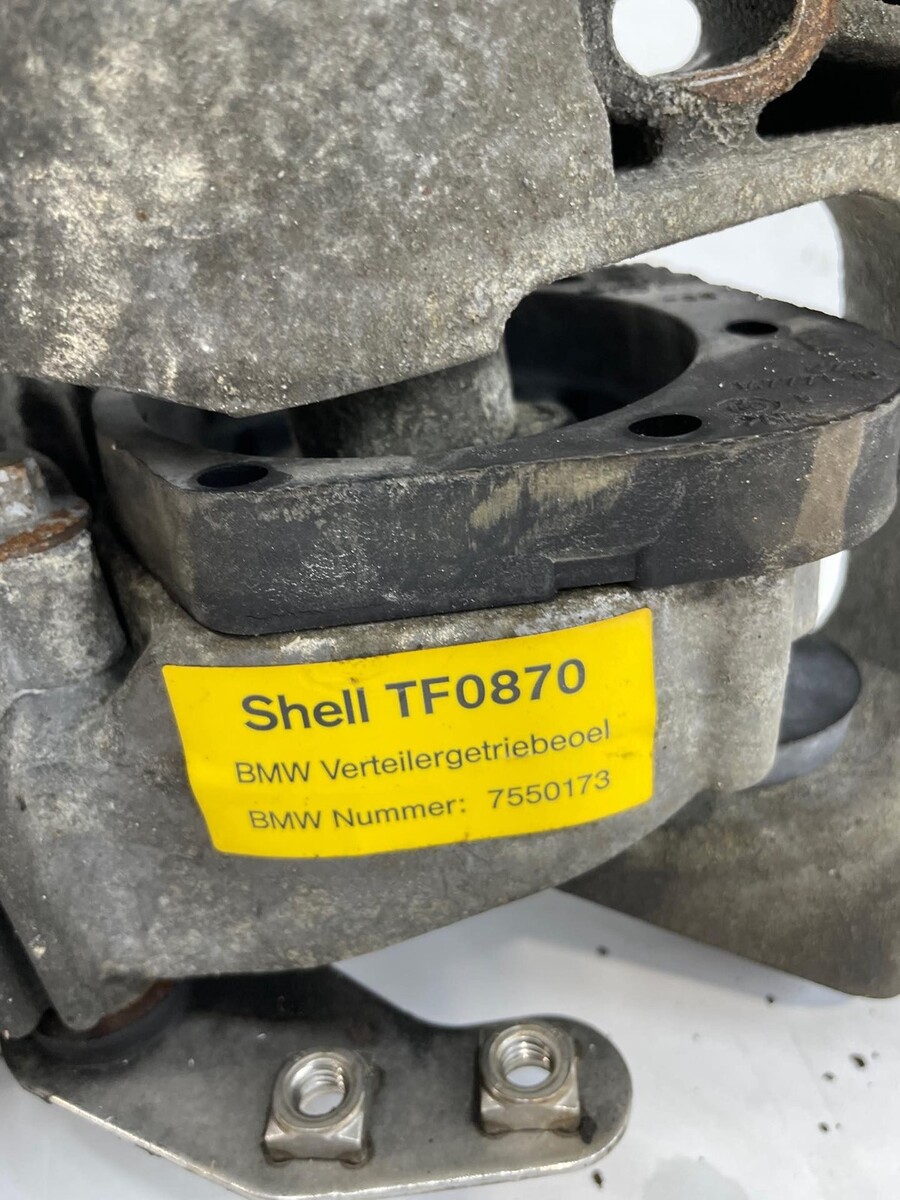 Shell TF0870
BMW Verteilergetriebeoel
BMW Nummer: 7550173